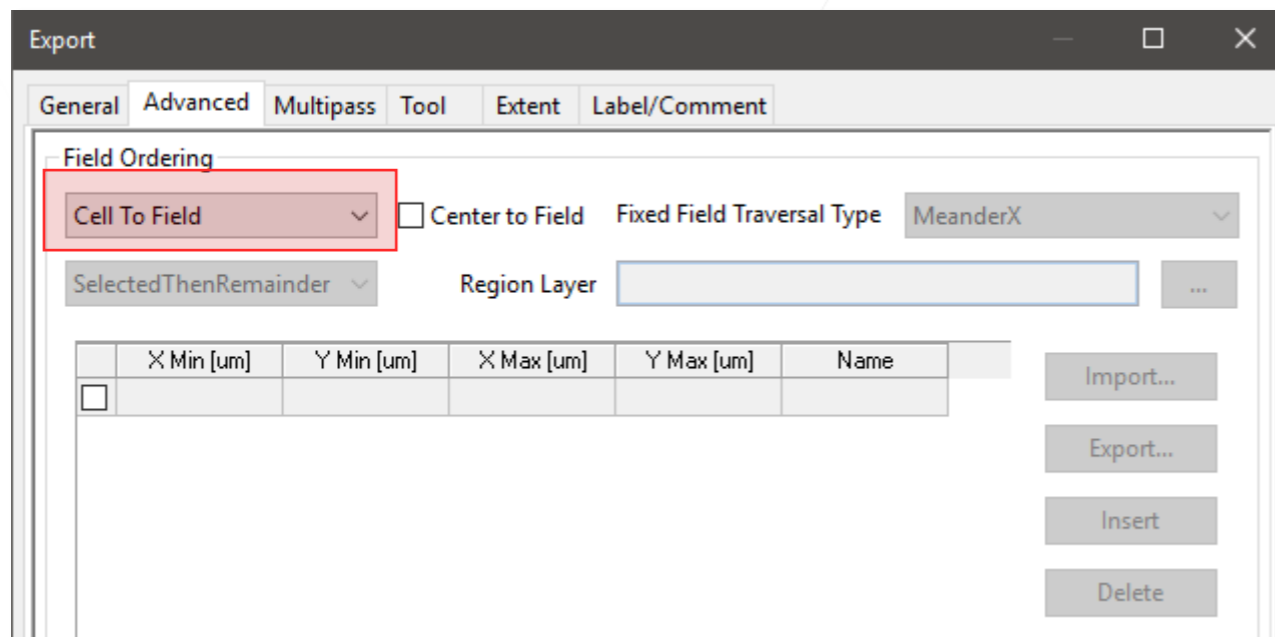 Export
General Advanced Multipass Tool Extent Label/Comment
Field Ordering
Cell To Field Center to Field Fixed Field Traversal Type MeanderX
SelectedThenRemainder Region Layer ...
X Min [um] Y Min [um] X Max [um] Y Max [um] Name
Import...
Export...
Insert
Delete